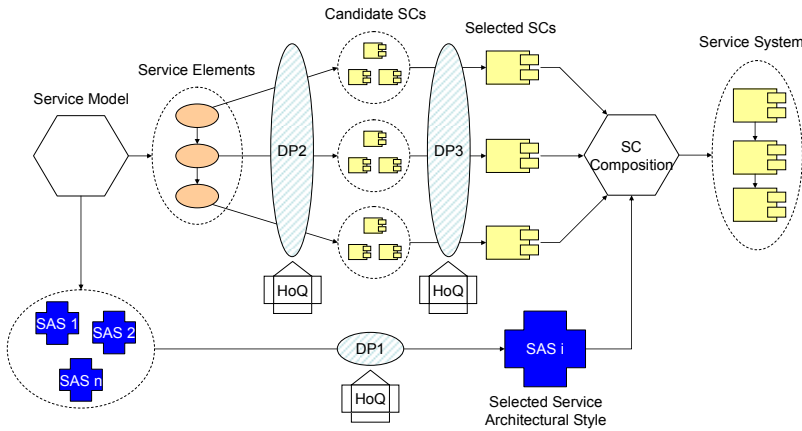 Candidate SCs
Selected SCs
Service System
Service Elements
Service Model
DP2
DP3
SC
Composition
HoQ
HoQ
SAS 1
SAS 2
SAS n
DP1
SAS i
HoQ
Selected Service
Architectural Style